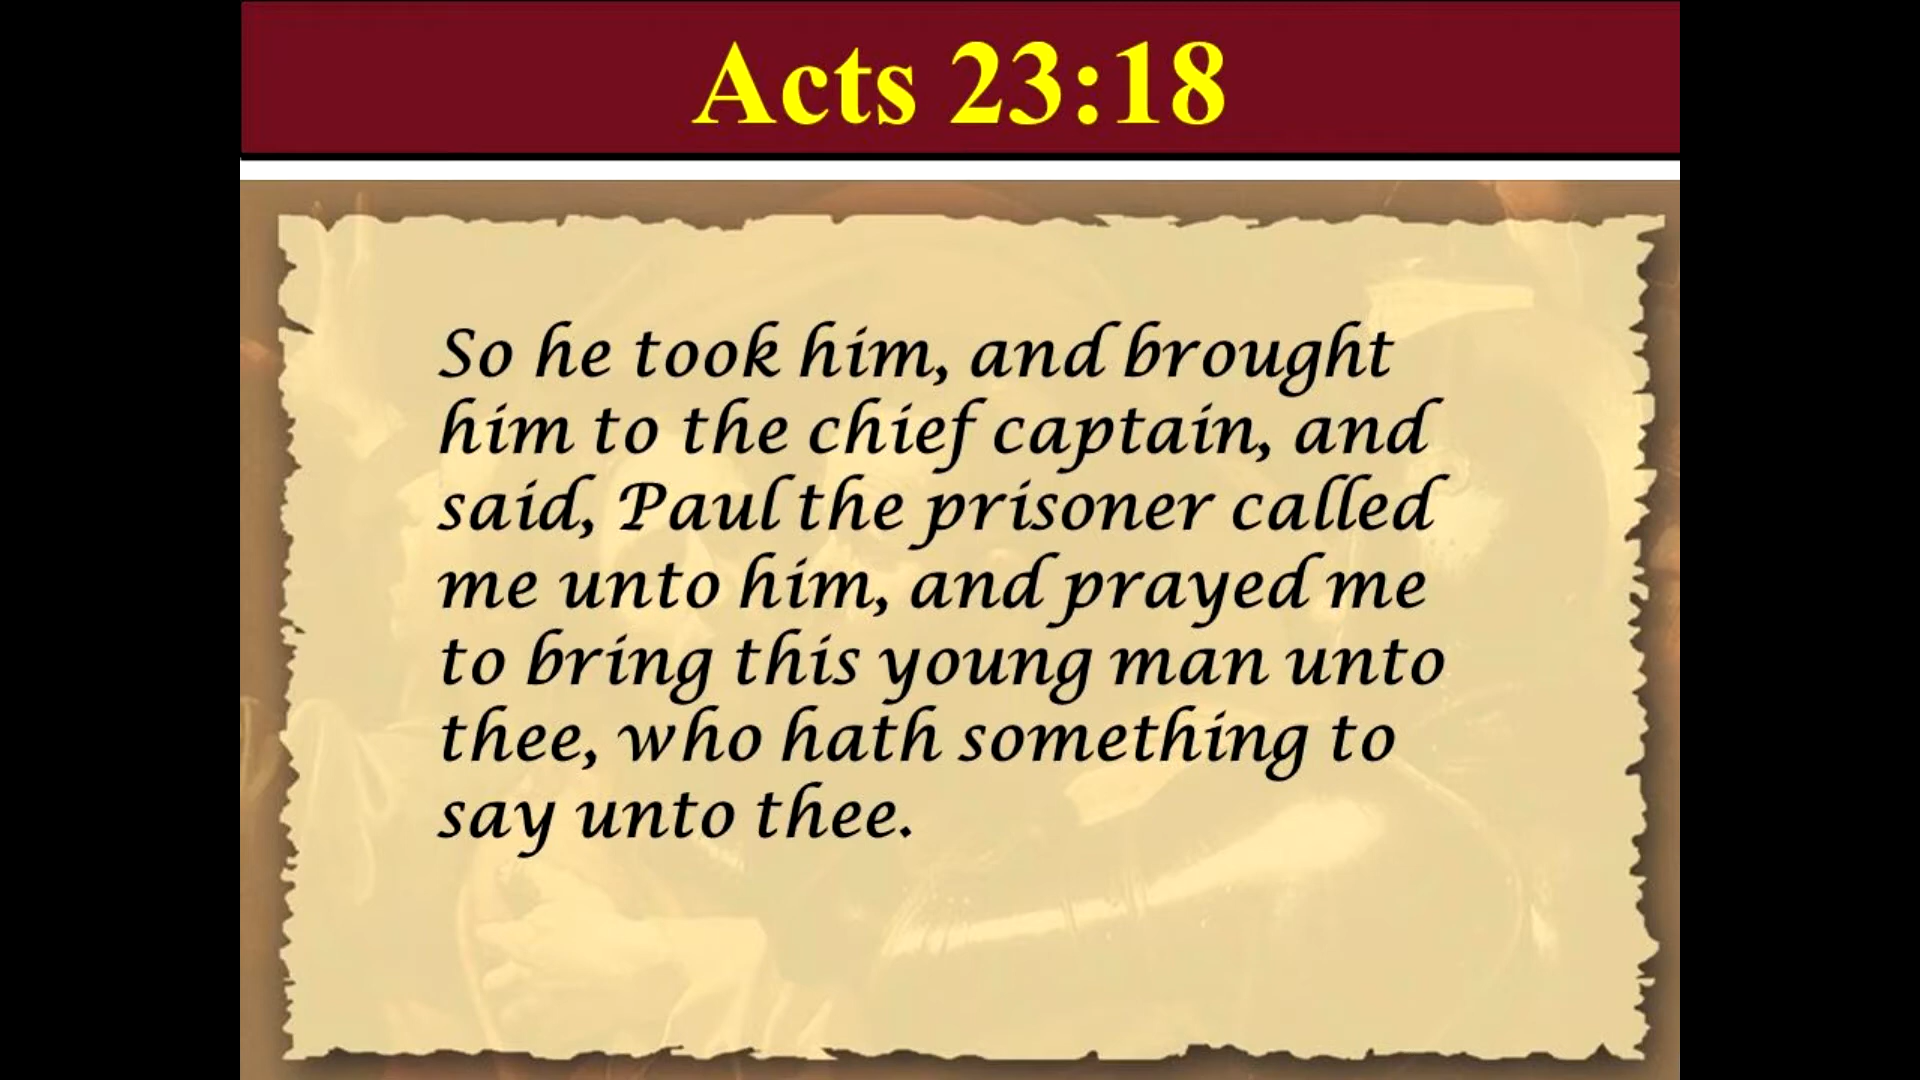 Acts 23:18
So he took him, and brought
him to the chief captain, and
said, Paul the prisoner called
me unto him, and prayed me
to bring this young man unto
thee, who hath something to
say unto thee.